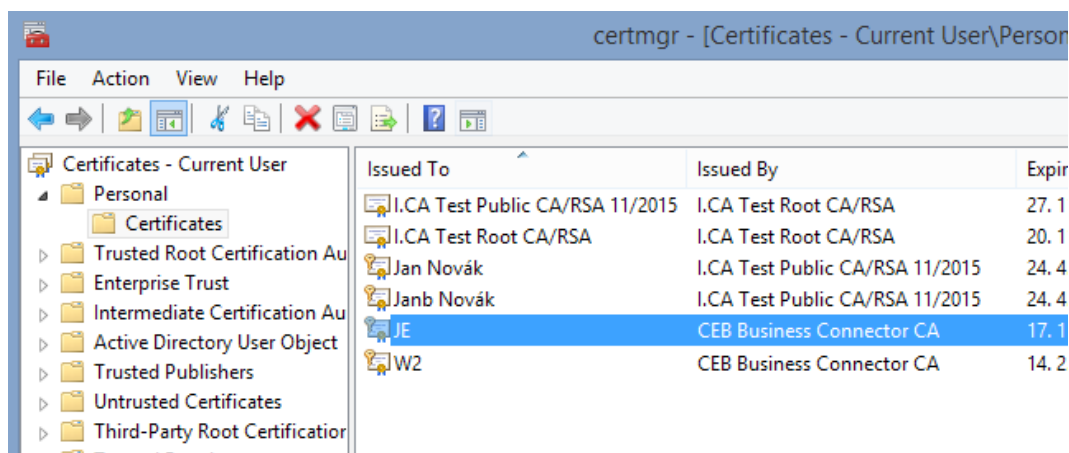 certmgr - [Certificates - Current User\Person
File Action View Help
Certificates - Current User
Personal
Certificates
Trusted Root Certification Au
Enterprise Trust
Intermediate Certification Au
Active Directory User Object
Trusted Publishers
Untrusted Certificates
Third-Party Root Certification
Issued To Issued By Expir
I.CA Test Public CA/RSA 11/2015 I.CA Test Root CA/RSA 27. 1
I.CA Test Root CA/RSA I.CA Test Root CA/RSA 20. 1
Jan Novák I.CA Test Public CA/RSA 11/2015 24. 4
Janb Novák I.CA Test Public CA/RSA 11/2015 24. 4
JE CEB Business Connector CA 17. 1
W2 CEB Business Connector CA 14. 2